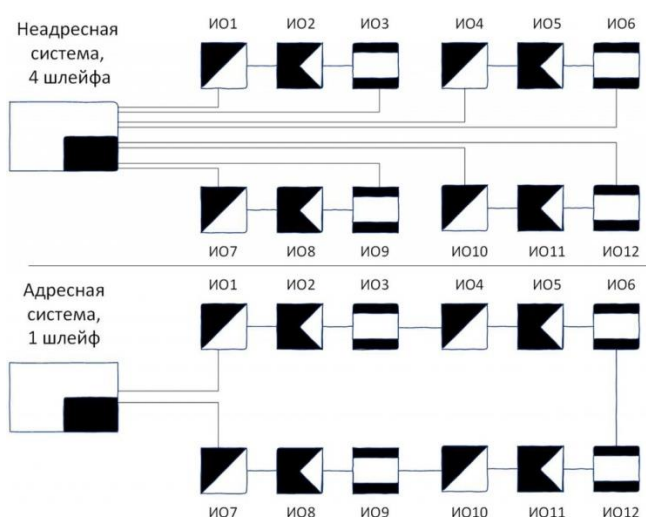 ИО1 ИО2 ИО3 ИО4 ИО5 ИО6
Неадресная
система,
4 шлейфа
ИО7 ИО8 ИО9 ИО10 ИО11 ИО12
ИО1 ИО2 ИО3 ИО4 ИО5 ИО6
Адресная
система,
1 шлейф
ИО7 ИО8 ИО9 ИО10 ИО11 ИО12